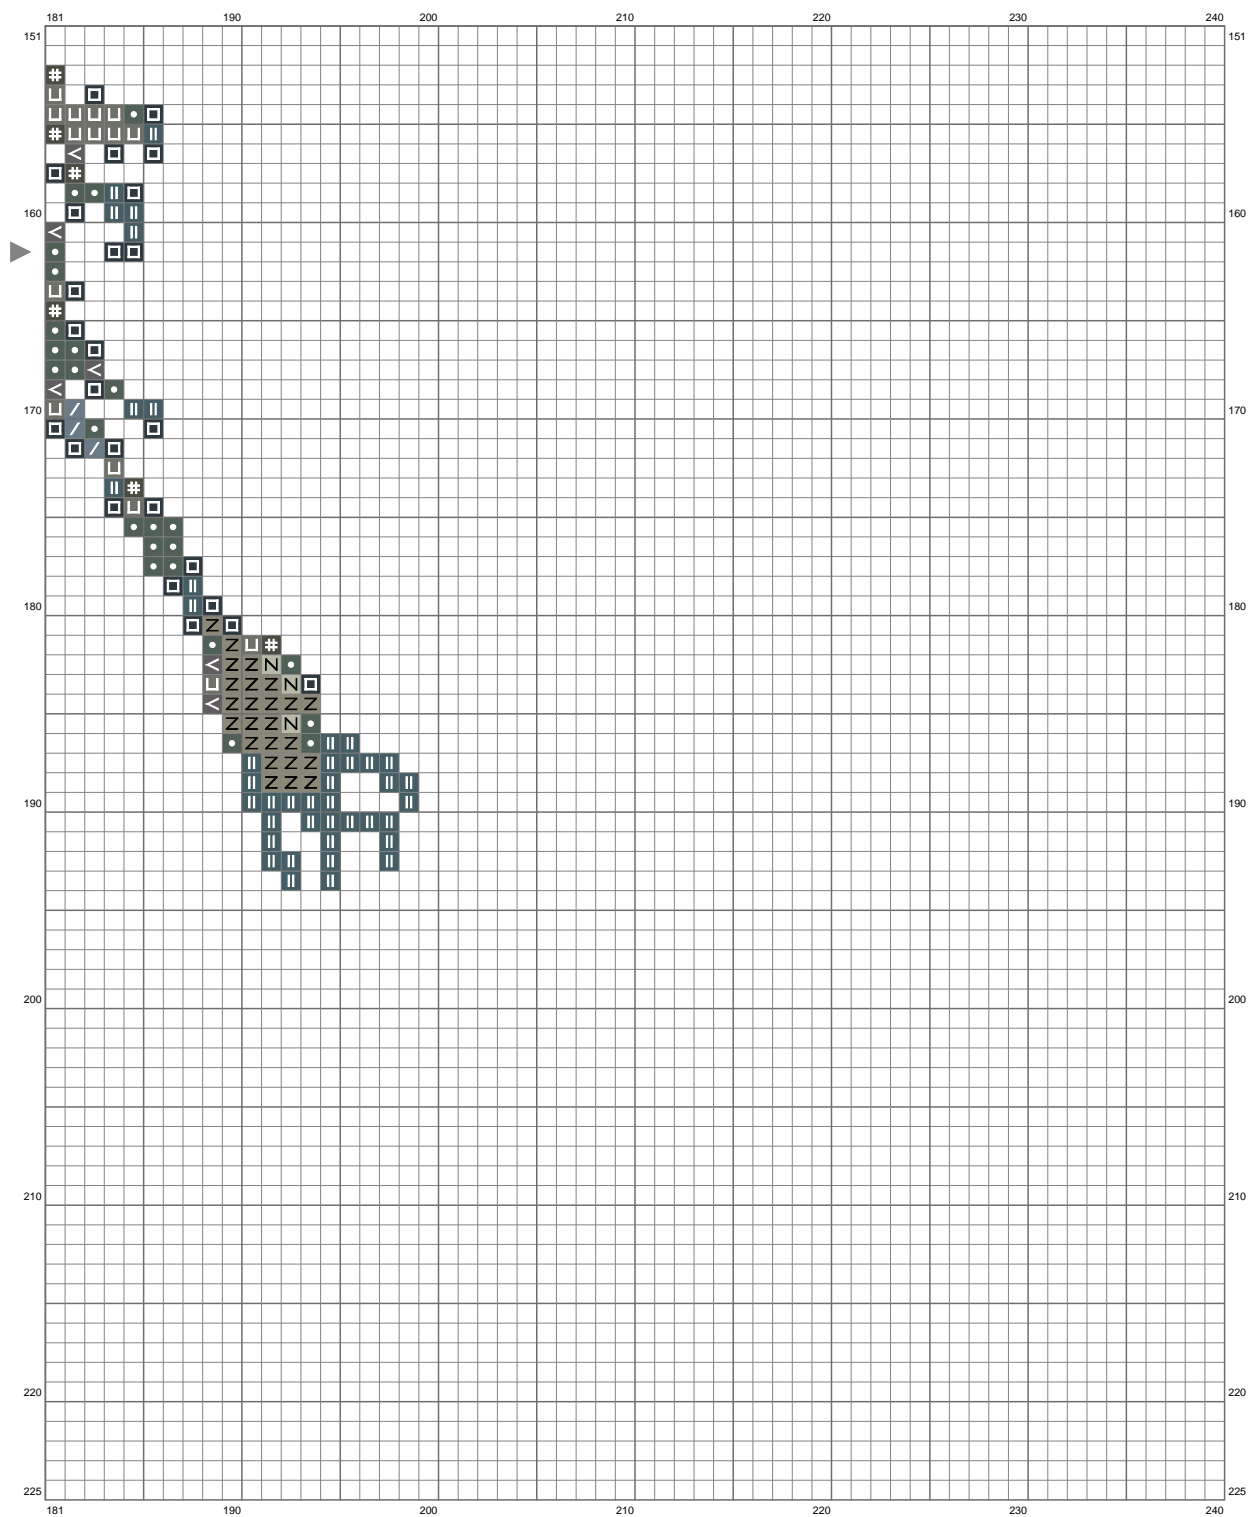 181 190 200 210 220 230 240
151 151
#
U
U U U U
# U U U U U ||
<
#
|| 
160 || || 160
< ||
U
#
<
<
170 U / || || 170
/
/
U
|| #
U
||
180 || 180
Z
Z U #
< Z Z N
U Z Z Z N
< Z Z Z Z Z
Z Z Z N
Z Z Z || ||
|| Z Z Z || || || ||
|| Z Z Z || || ||
190 || || || || || || 190
|| || || || || ||
|| || ||
|| || || ||
|| ||
200 200
210 210
220 220
225 225
181 190 200 210 220 230 240